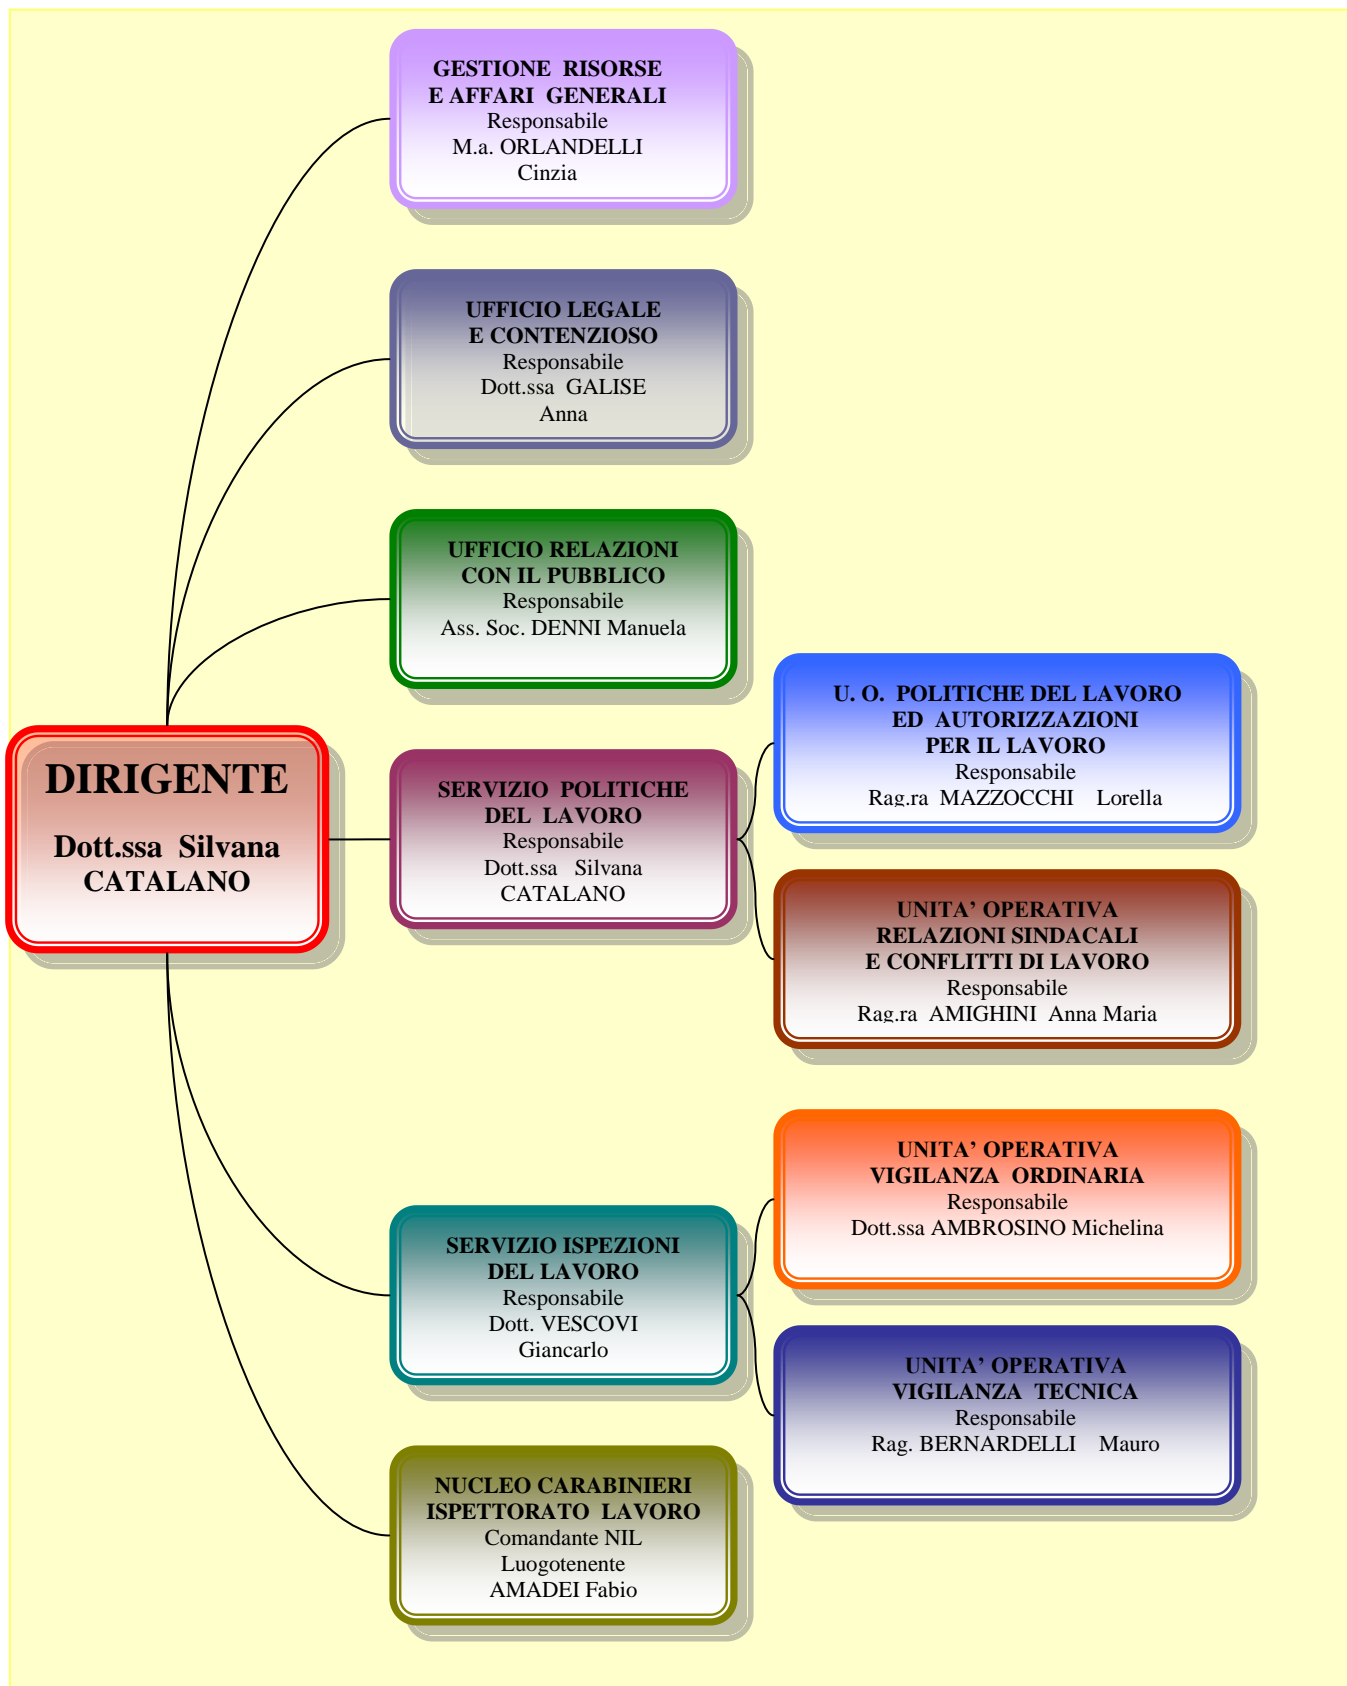 GESTIONE RISORSE
E AFFARI GENERALI
Responsabile
M.a. ORLANDELLI
Cinzia
UFFICIO LEGALE
E CONTENZIOSO
Responsabile
Dott.ssa GALISE
Anna
UFFICIO RELAZIONI
CON IL PUBBLICO
Responsabile
Ass. Soc. DENNI Manuela
DIRIGENTE
Dott.ssa Silvana
CATALANO
SERVIZIO POLITICHE
DEL LAVORO
Responsabile
Dott.ssa Silvana
CATALANO
U. O. POLITICHE DEL LAVORO
ED AUTORIZZAZIONI
PER IL LAVORO
Responsabile
Rag.ra MAZZOCCHI Lorella
UNITA’ OPERATIVA
RELAZIONI SINDACALI
E CONFLITTI DI LAVORO
Responsabile
Rag.ra AMIGHINI Anna Maria
SERVIZIO ISPEZIONI
DEL LAVORO
Responsabile
Dott. VESCOVI
Giancarlo
UNITA’ OPERATIVA
VIGILANZA ORDINARIA
Responsabile
Dott.ssa AMBROSINO Michelina
UNITA’ OPERATIVA
VIGILANZA TECNICA
Responsabile
Rag. BERNARDELLI Mauro
NUCLEO CARABINIERI
ISPETTORATO LAVORO
Comandante NIL
Luogotenente
AMADEI Fabio